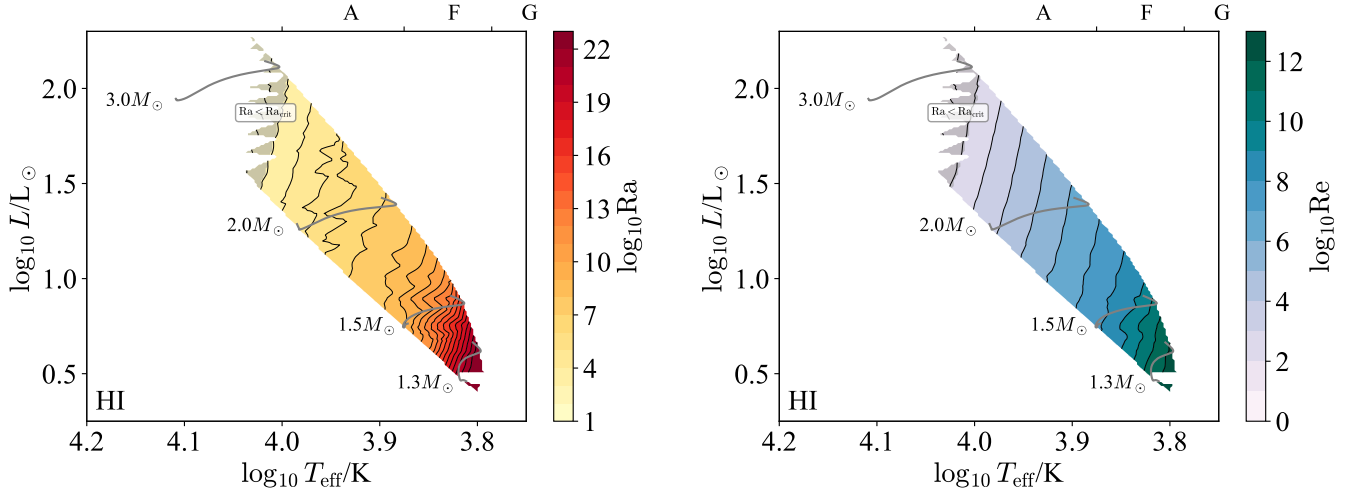 A F G
2.0
1.5
1.0
0.5
log₁₀ L/L☉
3.0M☉
Ra < Ra_crit
2.0M☉
1.5M☉
1.3M☉
HI
4.2 4.1 4.0 3.9 3.8
log₁₀ T_eff/K
22
19
16
13
10
7
4
1
log₁₀Ra
A F G
2.0
1.5
1.0
0.5
log₁₀ L/L☉
3.0M☉
Ra < Ra_crit
2.0M☉
1.5M☉
1.3M☉
HI
4.2 4.1 4.0 3.9 3.8
log₁₀ T_eff/K
12
10
8
6
4
2
0
log₁₀Re